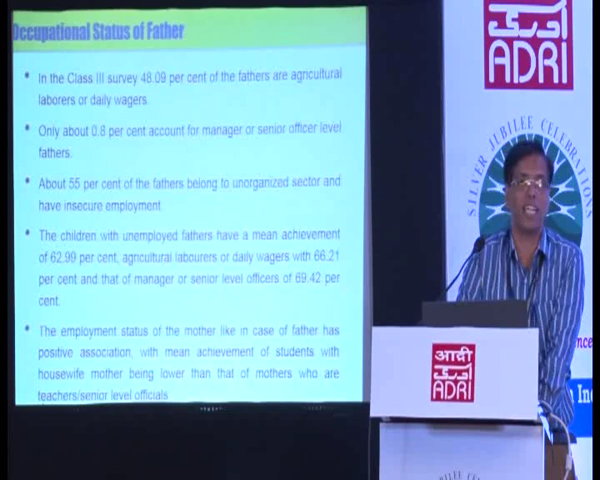 Occupational Status of Father
• In the Class III survey 48.09 per cent of the fathers are agricultural
laborers or daily wagers.
• Only about 0.8 per cent account for manager or senior officer level
fathers.
• About 55 per cent of the fathers belong to unorganized sector and
have insecure employment.
• The children with unemployed fathers have a mean achievement
of 62.99 per cent, agricultural labourers or daily wages with 66.21
per cent and that of manager or senior level officers of 69.42 per
cent.
• The employment status of the mother like in case of father has
positive association, with mean achievement of students with
housewife mother being lower than that of mothers who are
teachers/senior level officials
ADRI
SILVER JUBILEE CELEBRATIONS
आद्री
ADRI